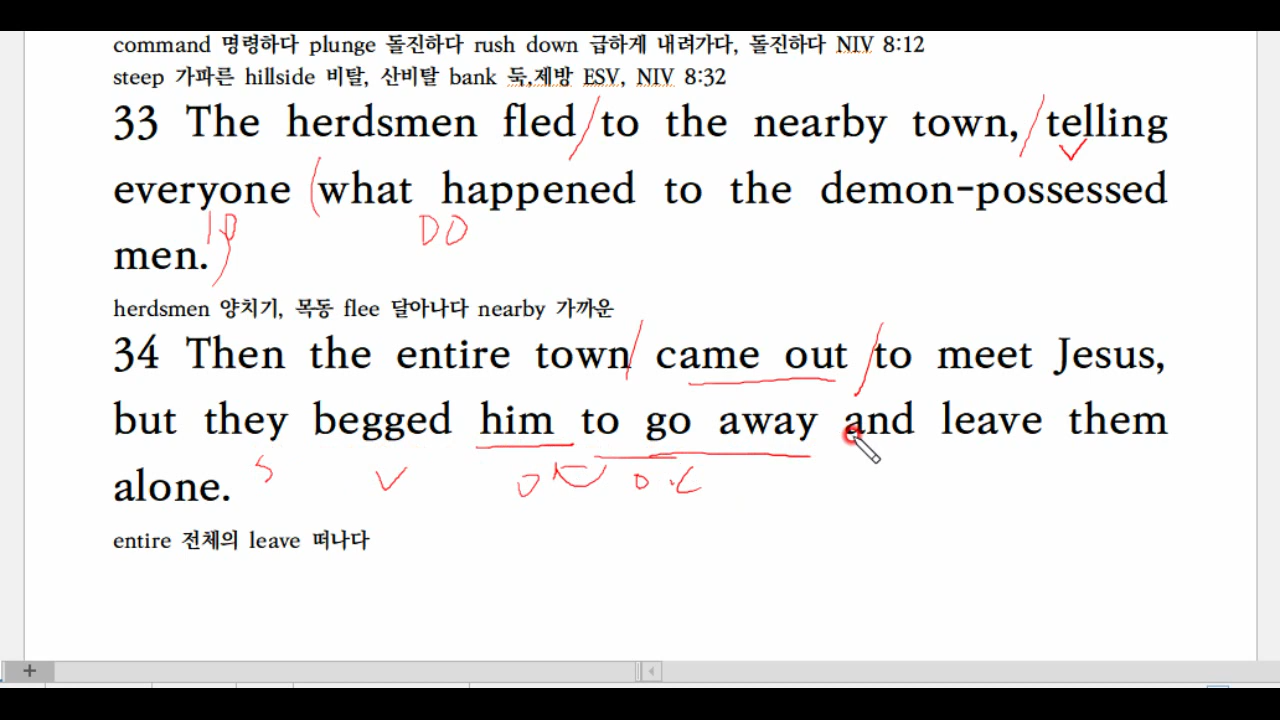 command 명령하다 plunge 돌진하다 rush down 급하게 내려가다, 돌진하다 NIV 8:12
steep 가파른 hillside 비탈, 산비탈 bank 둑,제방 ESV, NIV 8:32
33 The herdsmen fled to the nearby town, telling
everyone what happened to the demon-possessed
IO DO
men.
herdsmen 양치기, 목동 flee 달아나다 nearby 가까운
34 Then the entire town came out to meet Jesus,
but they begged him to go away and leave them
S V O O.C
alone.
entire 전체의 leave 떠나다